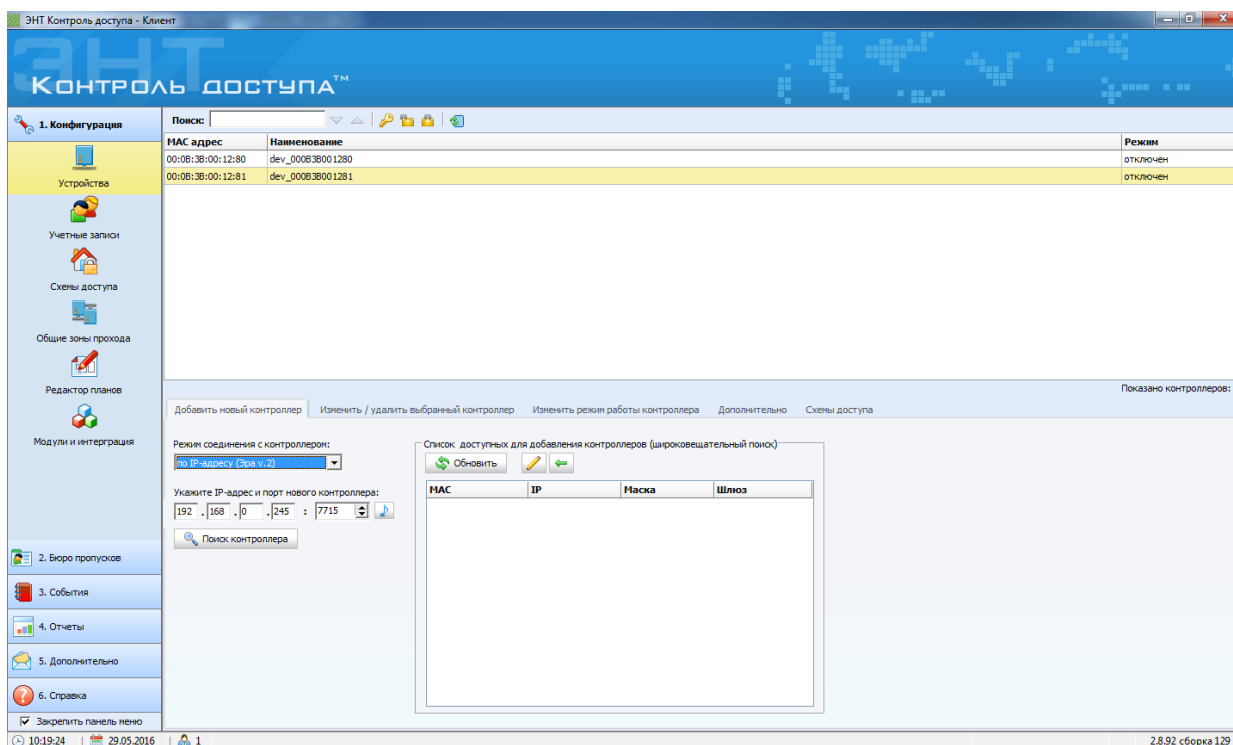 ЭНТ Контроль доступа - Клиент
ЭНТ
Контроль доступа™
1. Конфигурация
Устройства
Учетные записи
Схемы доступа
Общие зоны прохода
Редактор планов
Модули и интерграция
2. Бюро пропусков
3. События
4. Отчеты
5. Дополнительно
6. Справка
Закрепить панель меню
Поиск:
MAC адрес Наименование Режим
00:0B:3B:00:12:80 dev_000B3B001280 отключен
00:0B:3B:00:12:81 dev_000B3B001281 отключен
Показано контроллеров:
Добавить новый контроллер Изменить / удалить выбранный контроллер Изменить режим работы контроллера Дополнительно Схемы доступа
Режим соединения с контроллером:
по IP-адресу (Эра v.2)
Укажите IP-адрес и порт нового контроллера:
192 . 168 . 0 . 245 : 7715
Поиск контроллера
Список доступных для добавления контроллеров (широковещательный поиск)
Обновить
MAC IP Маска Шлюз
10:19:24 29.05.2016 1 2.8.92 сборка 129